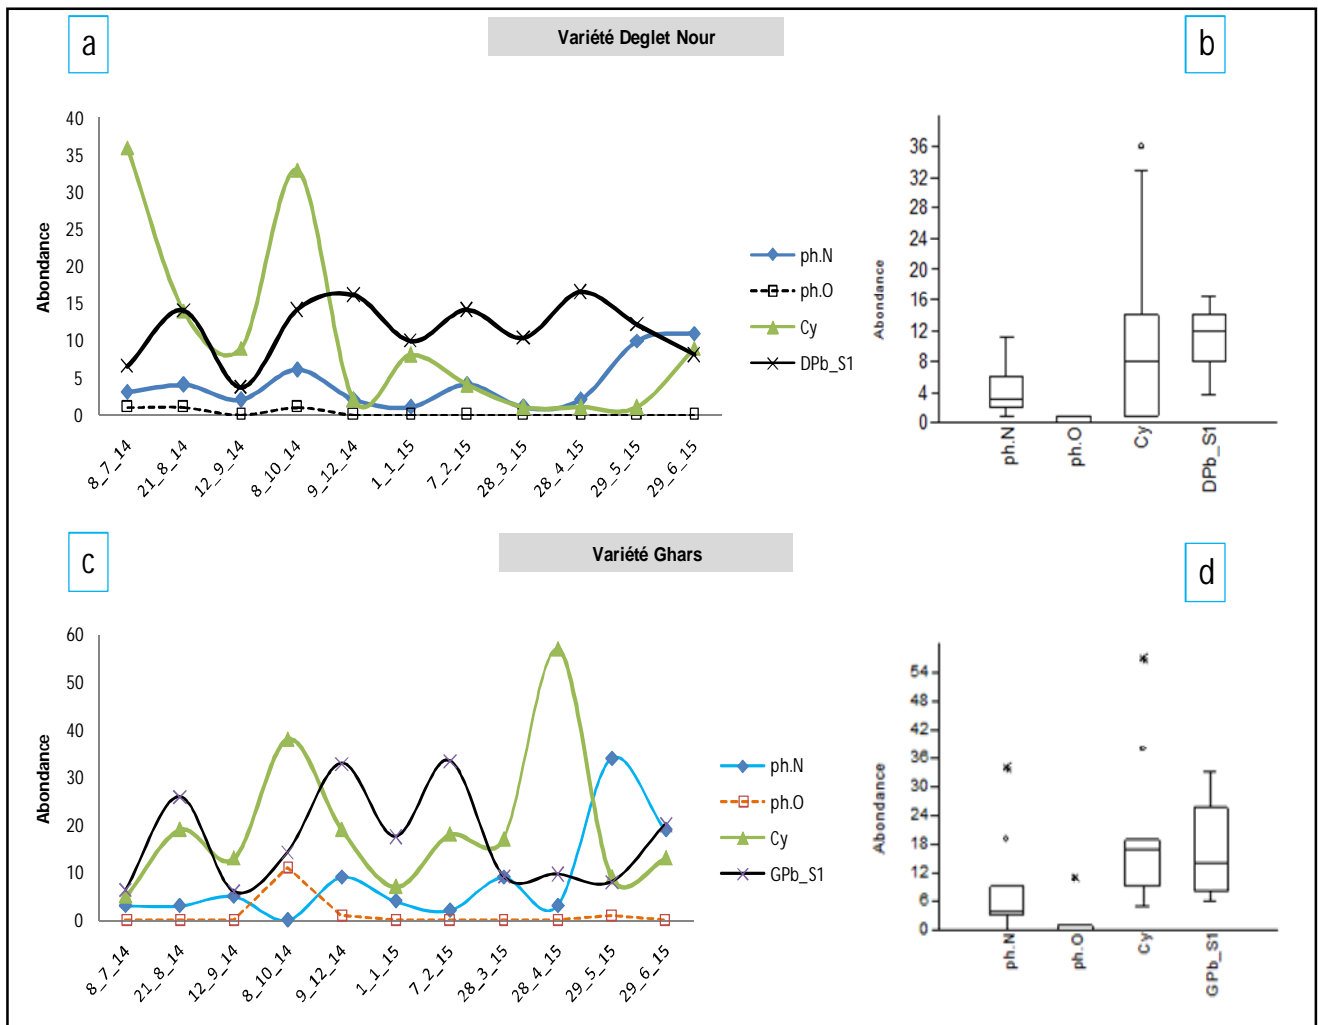 a
Variété Deglet Nour
b
Abondance
40
35
30
25
20
15
10
5
0
8_7_14
21_8_14
12_9_14
8_10_14
9_12_14
1_1_15
7_2_15
28_3_15
28_4_15
29_5_15
29_6_15
ph.N
ph.O
Cy
DPb_S1
Abondance
36
32
28
24
20
16
12
8
4
0
ph.N
ph.O
Cy
DPb_S1
c
Variété Ghars
d
Abondance
60
50
40
30
20
10
0
8_7_14
21_8_14
12_9_14
8_10_14
9_12_14
1_1_15
7_2_15
28_3_15
28_4_15
29_5_15
29_6_15
ph.N
ph.O
Cy
GPb_S1
Abondance
54
48
42
36
30
24
18
12
6
0
ph.N
ph.O
Cy
GPb_S1